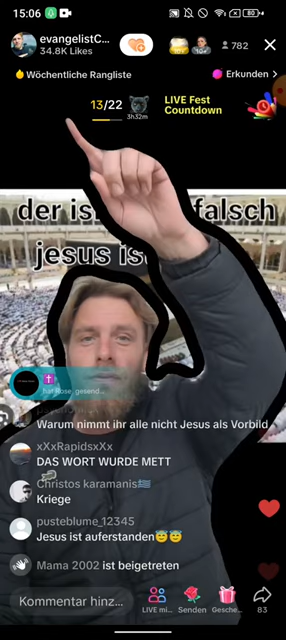 15:06
80
evangelistC...
34.8K Likes
782
Wöchentliche Rangliste
Erkunden >
13/22
3h32m
LIVE Fest
Countdown
der is falsch
jesus ist
hat Rose, gesend...
Warum nimmt ihr alle nicht Jesus als Vorbild
xXxRapidsxXx
DAS WORT WURDE METT
Christos karamanis🇬🇷
Kriege
pusteblume_12345
Jesus ist auferstanden😇😇
Mama 2002 ist beigetreten
Kommentar hinz...
LIVE mi...
Senden
Gesche...
83